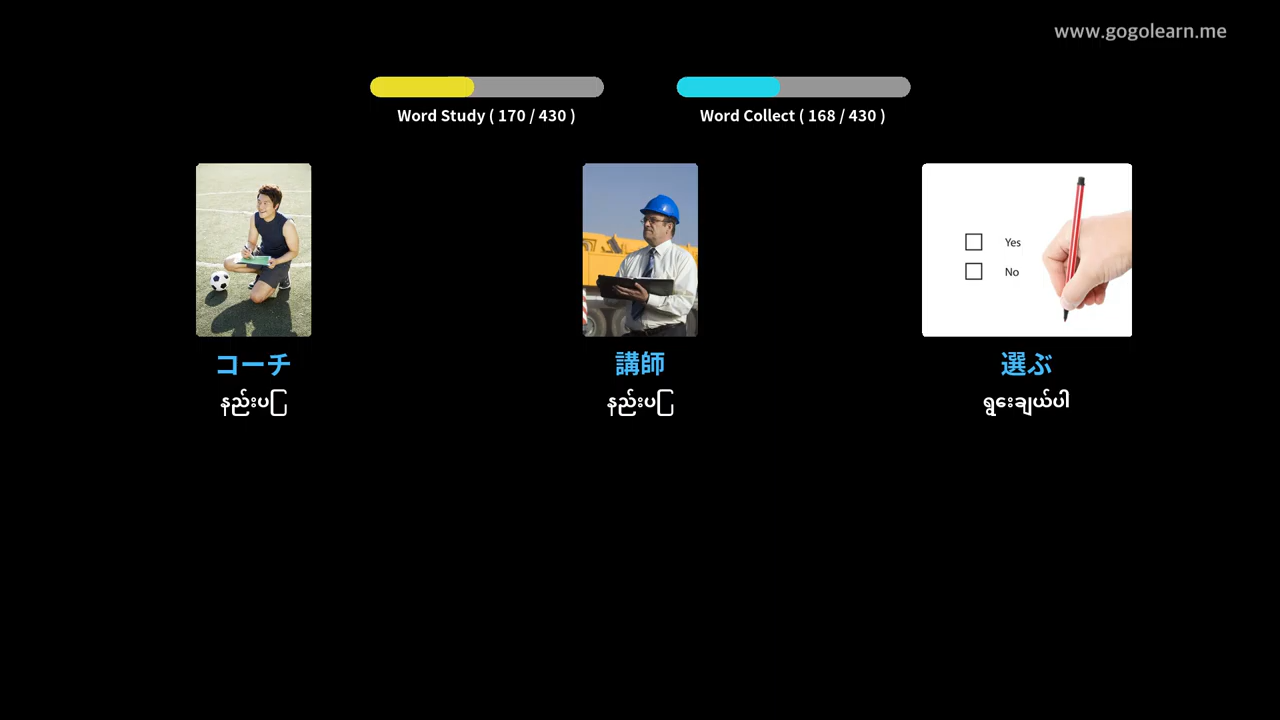 www.gogolearn.me
Word Study ( 170 / 430 )
Word Collect ( 168 / 430 )
Yes
No
コーチ
講師
選ぶ
နည်းပြ
နည်းပြ
ရွေးချယ်ပါ